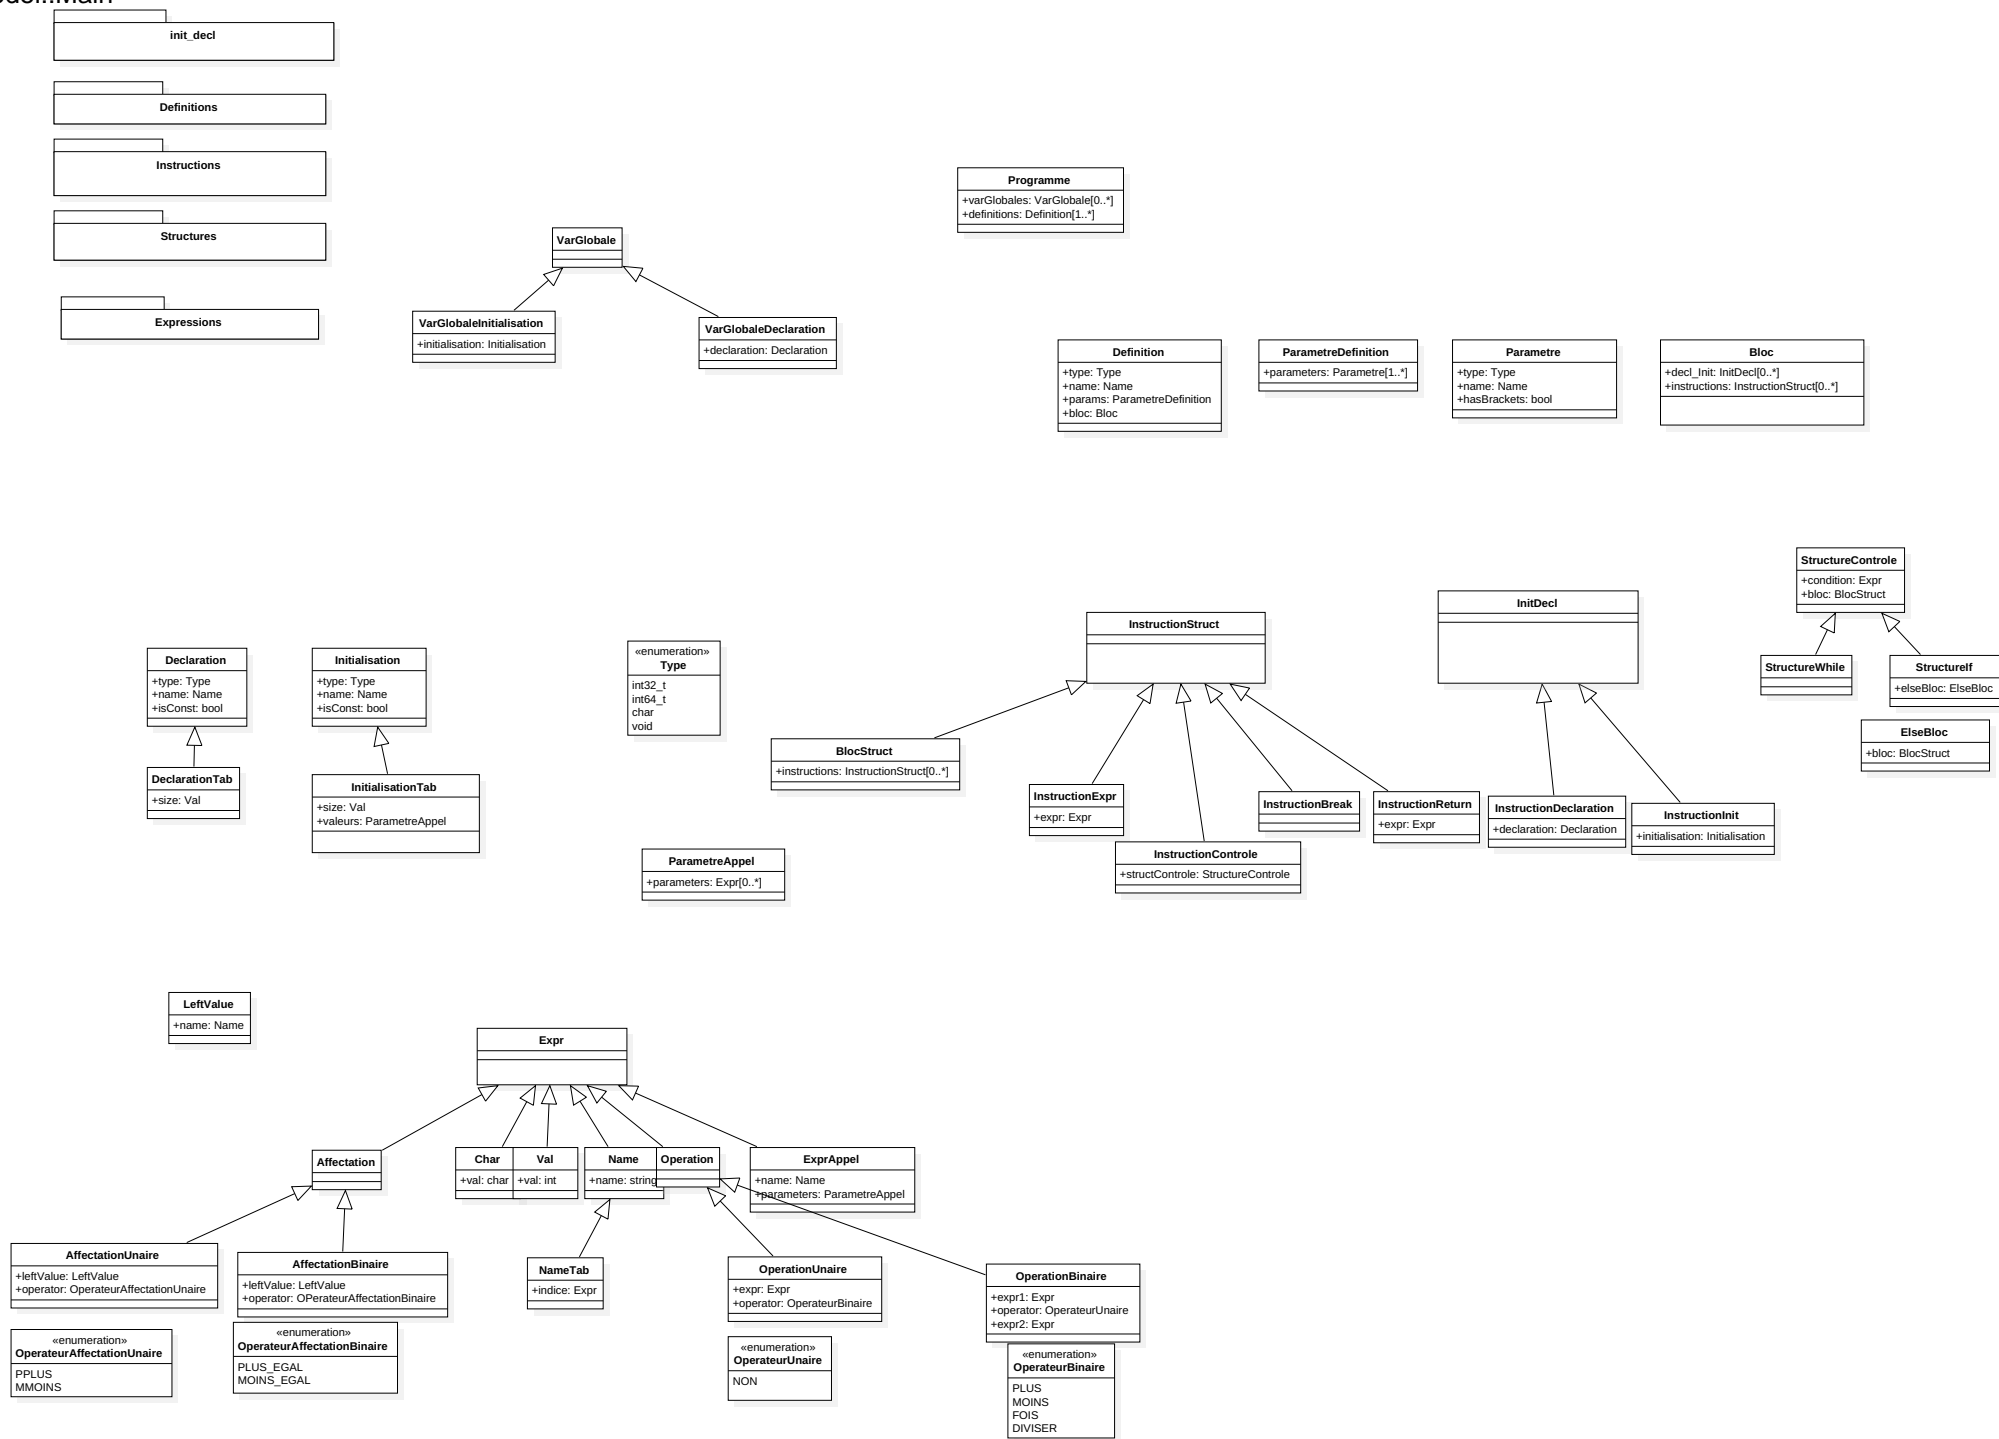 init_decl
Definitions
Instructions
Structures
Expressions
Programme
+varGlobales: VarGlobale[0..*]
+definitions: Definition[1..*]
VarGlobale
VarGlobaleInitialisation
+initialisation: Initialisation
VarGlobaleDeclaration
+declaration: Declaration
Definition
+type: Type
+name: Name
+params: ParametreDefinition
+bloc: Bloc
ParametreDefinition
+parameters: Parametre[1..*]
Parametre
+type: Type
+name: Name
+hasBrackets: bool
Bloc
+decl_Init: InitDecl[0..*]
+instructions: InstructionStruct[0..*]
StructureControle
+condition: Expr
+bloc: BlocStruct
StructureWhile
StructureIf
+elseBloc: ElseBloc
ElseBloc
+bloc: BlocStruct
InitDecl
InstructionStruct
Declaration
+type: Type
+name: Name
+isConst: bool
Initialisation
+type: Type
+name: Name
+isConst: bool
«enumeration»
Type
int32_t
int64_t
char
void
DeclarationTab
+size: Val
InitialisationTab
+size: Val
+valeurs: ParametreAppel
BlocStruct
+instructions: InstructionStruct[0..*]
InstructionExpr
+expr: Expr
InstructionBreak
InstructionReturn
+expr: Expr
InstructionDeclaration
+declaration: Declaration
InstructionInit
+initialisation: Initialisation
InstructionControle
+structControle: StructureControle
ParametreAppel
+parameters: Expr[0..*]
LeftValue
+name: Name
Expr
Affectation
Char
+val: char
Val
+val: int
Name
+name: string
Operation
ExprAppel
+name: Name
+parameters: ParametreAppel
AffectationUnaire
+leftValue: LeftValue
+operator: OperateurAffectationUnaire
AffectationBinaire
+leftValue: LeftValue
+operator: OPerateurAffectationBinaire
NameTab
+indice: Expr
OperationUnaire
+expr: Expr
+operator: OperateurBinaire
OperationBinaire
+expr1: Expr
+operator: OperateurUnaire
+expr2: Expr
«enumeration»
OperateurAffectationUnaire
PPLUS
MMOINS
«enumeration»
OperateurAffectationBinaire
PLUS_EGAL
MOINS_EGAL
«enumeration»
OperateurUnaire
NON
«enumeration»
OperateurBinaire
PLUS
MOINS
FOIS
DIVISER